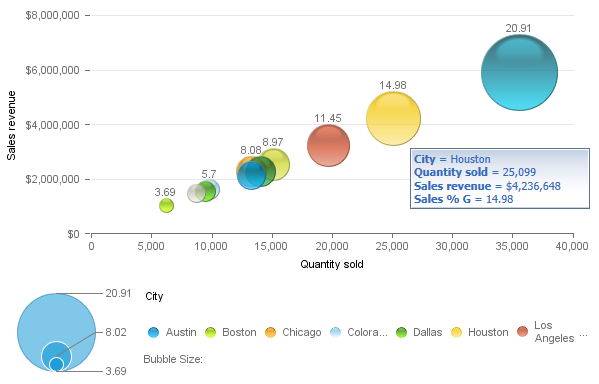 $8,000,000
20.91
$6,000,000
14.98
$4,000,000
11.45
8.08 8.97
City = Houston
Quantity sold = 25,099
Sales revenue = $4,236,648
Sales % G = 14.98
5.7
$2,000,000
3.69
$0
Sales revenue
0 5,000 10,000 15,000 20,000 25,000 30,000 35,000 40,000
Quantity sold
20.91
8.02
3.69
City
Austin Boston Chicago Colora... Dallas Houston Los Angeles ...
Bubble Size: